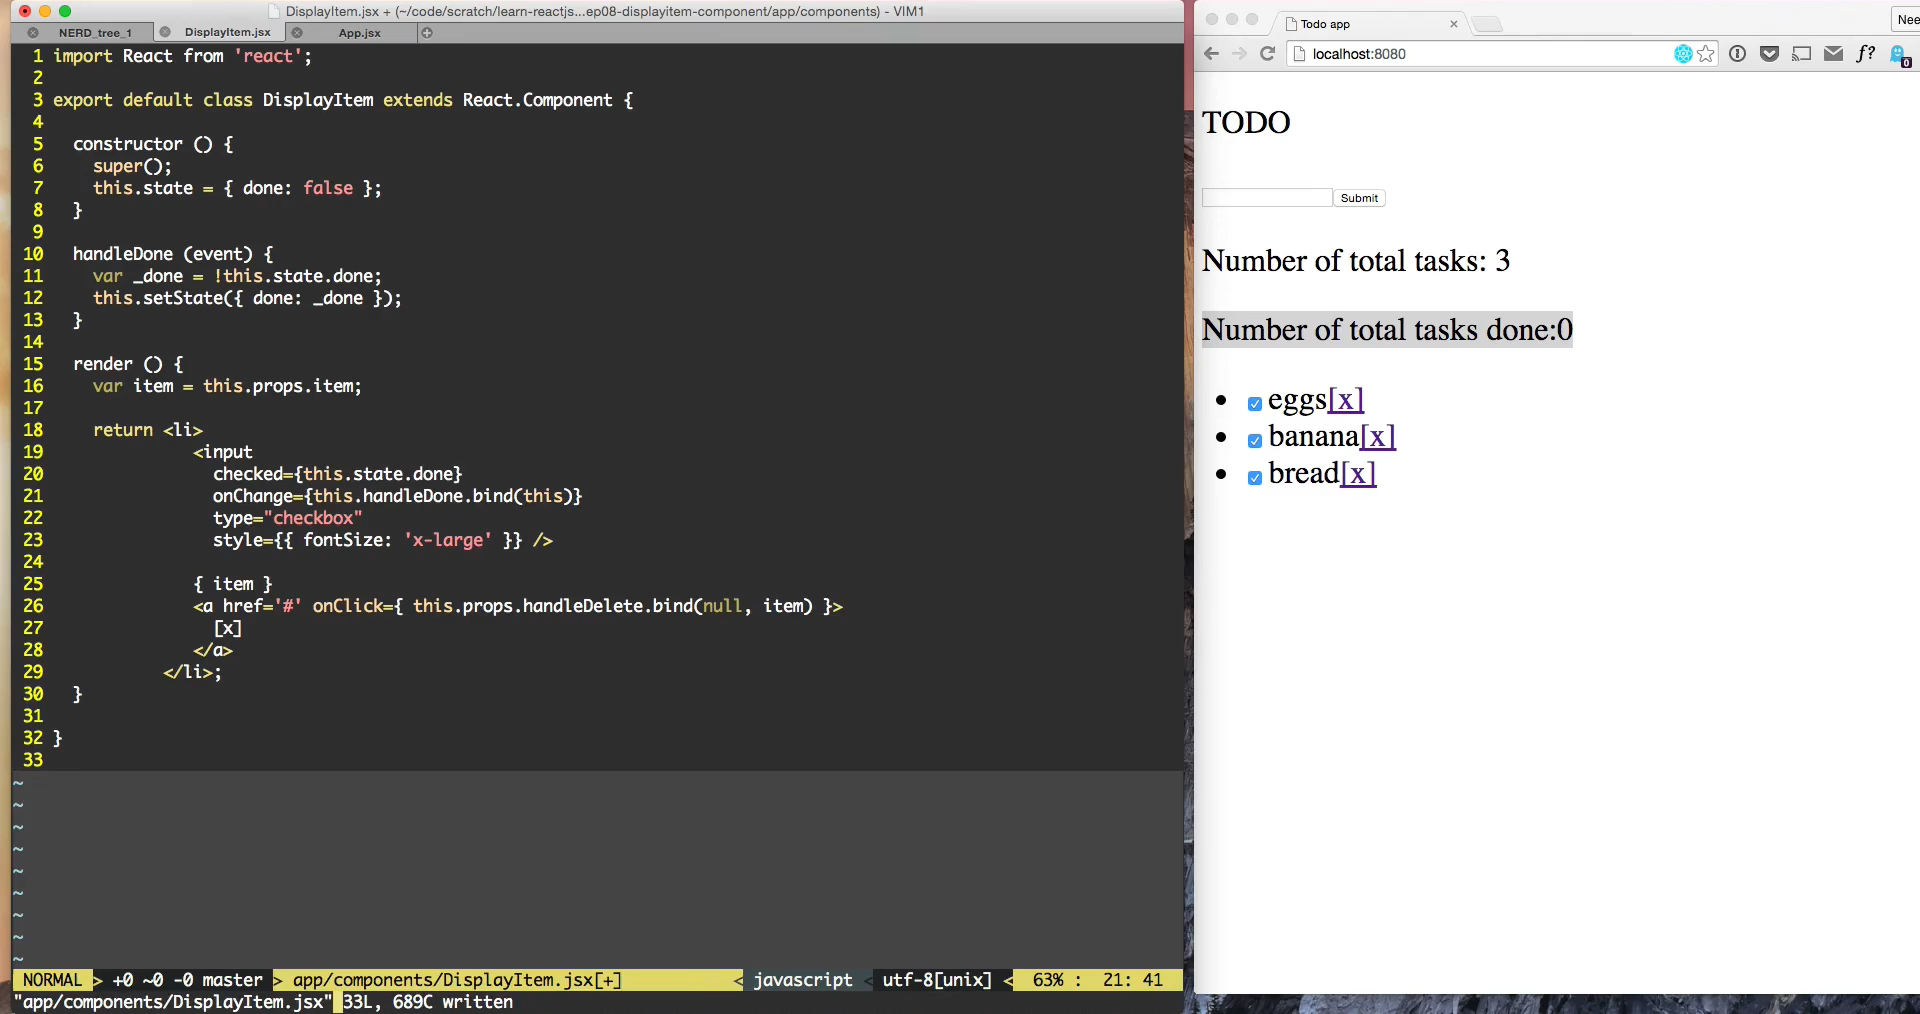 DisplayItem.jsx + (~/code/scratch/learn-reactjs...ep08-displayitem-component/app/components) - VIM1
NERD_tree_1 DisplayItem.jsx App.jsx
1 import React from 'react';
2
3 export default class DisplayItem extends React.Component {
4
5 constructor () {
6 super();
7 this.state = { done: false };
8 }
9
10 handleDone (event) {
11 var _done = !this.state.done;
12 this.setState({ done: _done });
13 }
14
15 render () {
16 var item = this.props.item;
17
18 return <li>
19 <input
20 checked={this.state.done}
21 onChange={this.handleDone.bind(this)}
22 type="checkbox"
23 style={{ fontSize: 'x-large' }} />
24
25 { item }
26 <a href='#' onClick={ this.props.handleDelete.bind(null, item) }>
27 [x]
28 </a>
29 </li>;
30 }
31
32 }
33
~
~
~
~
~
~
~
~
~
NORMAL > +0 ~0 -0 master > app/components/DisplayItem.jsx[+] < javascript < utf-8[unix] < 63% : 21: 41
"app/components/DisplayItem.jsx" 33L, 689C written
Todo app
Nee
localhost:8080
f?
0
TODO
Submit
Number of total tasks: 3
Number of total tasks done:0
• eggs[x]
• banana[x]
• bread[x]